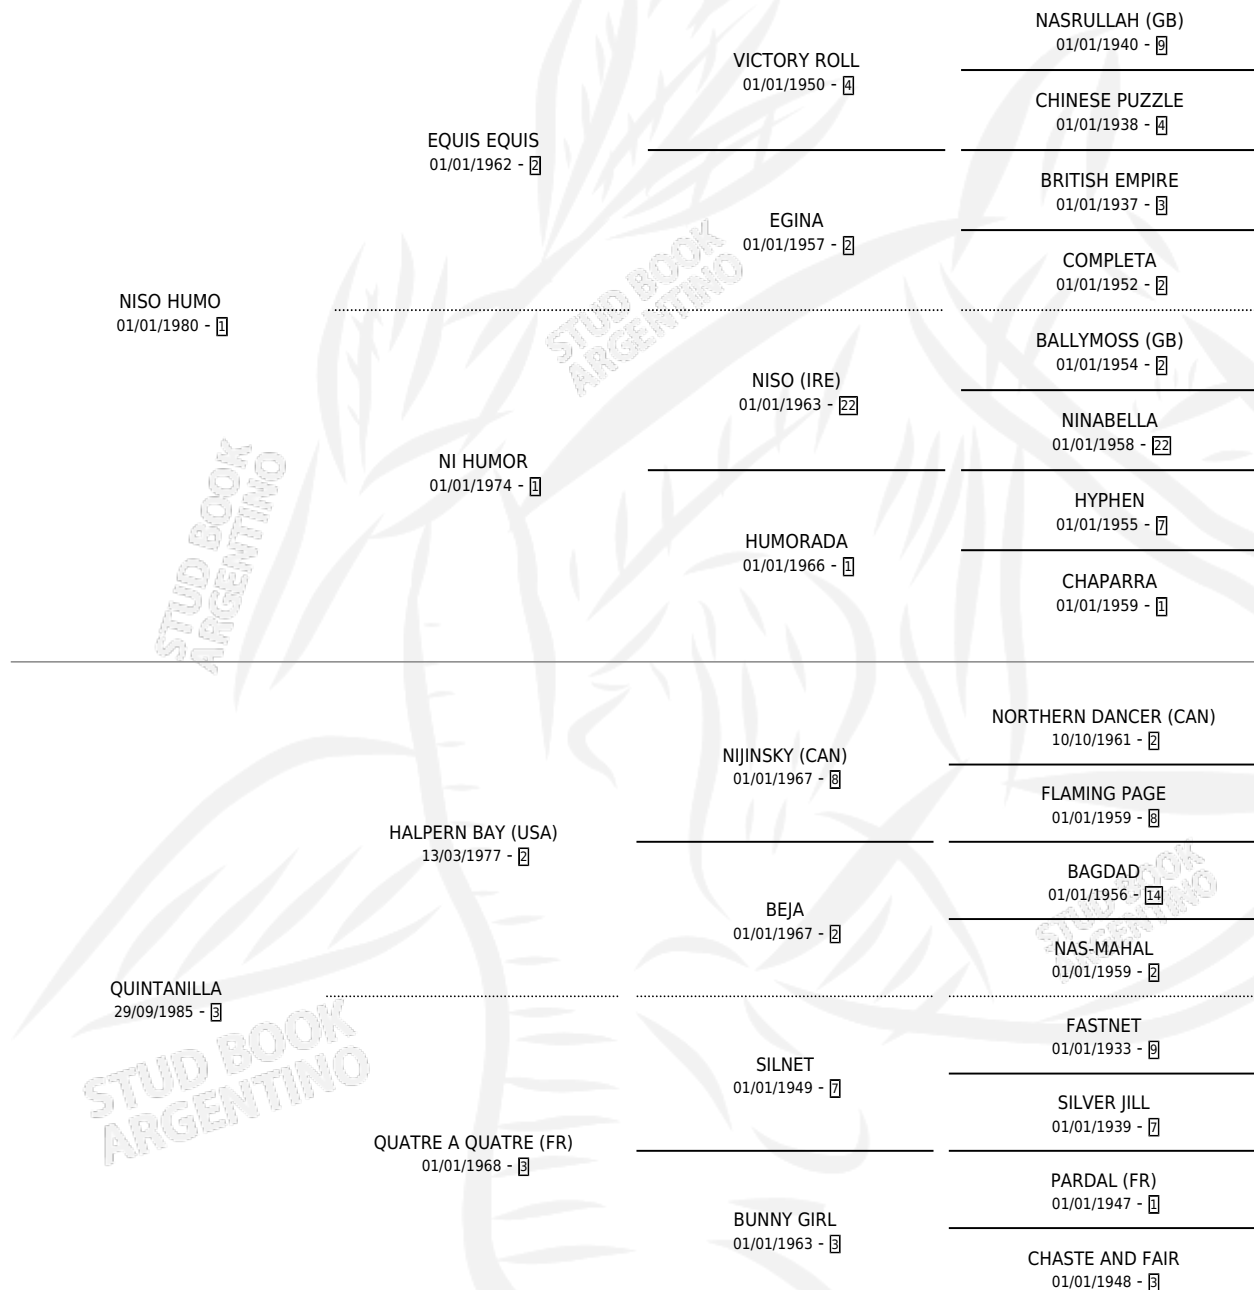 NASRULLAH (GB)
01/01/1940 - 9
VICTORY ROLL
01/01/1950 - 4
CHINESE PUZZLE
01/01/1938 - 4
EQUIS EQUIS
01/01/1962 - 2
BRITISH EMPIRE
01/01/1937 - 3
EGINA
01/01/1957 - 2
COMPLETA
01/01/1952 - 2
NISO HUMO
01/01/1980 - 1
BALLYMOSS (GB)
01/01/1954 - 2
NISO (IRE)
01/01/1963 - 22
NINABELLA
01/01/1958 - 22
NI HUMOR
01/01/1974 - 1
HYPHEN
01/01/1955 - 7
HUMORADA
01/01/1966 - 1
CHAPARRA
01/01/1959 - 1
NORTHERN DANCER (CAN)
10/10/1961 - 2
NIJINSKY (CAN)
01/01/1967 - 8
FLAMING PAGE
01/01/1959 - 8
HALPERN BAY (USA)
13/03/1977 - 2
BAGDAD
01/01/1956 - 14
BEJA
01/01/1967 - 2
NAS-MAHAL
01/01/1959 - 2
QUINTANILLA
29/09/1985 - 3
FASTNET
01/01/1933 - 9
SILNET
01/01/1949 - 7
SILVER JILL
01/01/1939 - 7
QUATRE A QUATRE (FR)
01/01/1968 - 3
PARDAL (FR)
01/01/1947 - 1
BUNNY GIRL
01/01/1963 - 3
CHASTE AND FAIR
01/01/1948 - 3
STUD BOOK
ARGENTINO
STUD BOOK
ARGENTINO
STUD BOOK
ARGENTINO
STUD BOOK
ARGENTINO